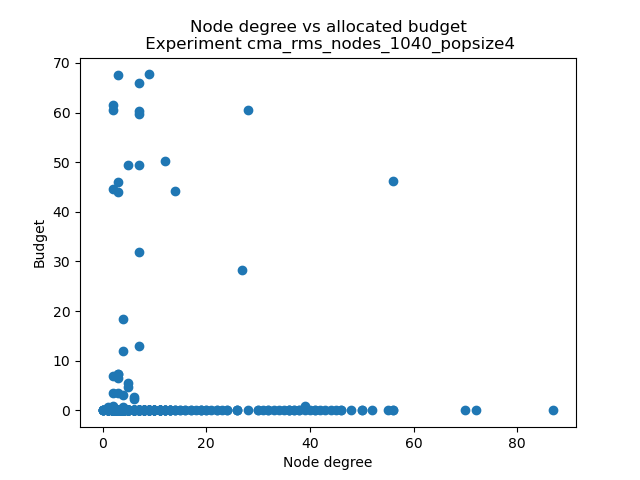 Node degree vs allocated budget
Experiment cma_rms_nodes_1040_popsize4
70
60
50
40
30
20
10
0
Budget
0 20 40 60 80
Node degree